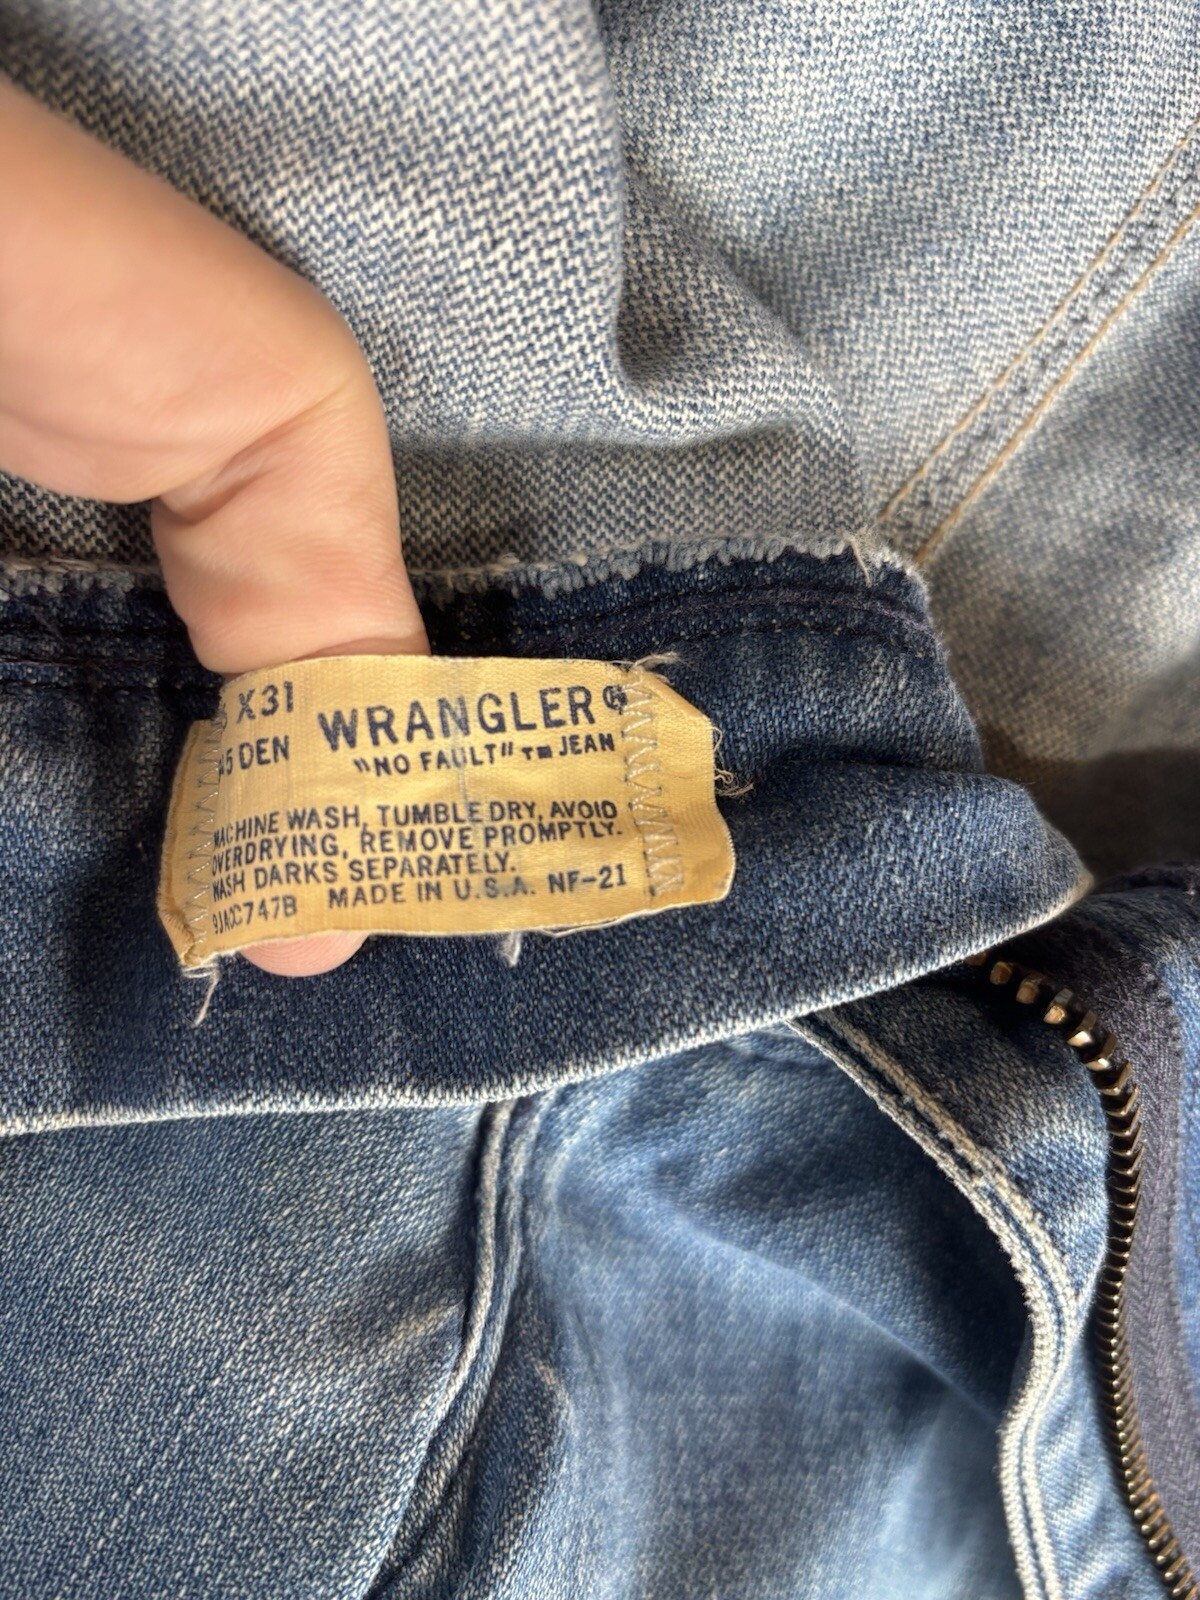 X31
WRANGLER®
5 DEN
"NO FAULT"™ JEAN
MACHINE WASH, TUMBLE DRY, AVOID
OVERDRYING, REMOVE PROMPTLY.
WASH DARKS SEPARATELY.
MADE IN U.S.A. NF-21